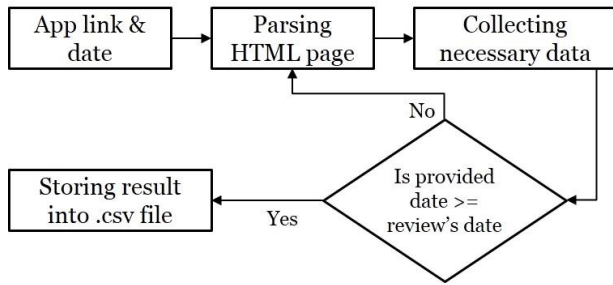 App link &
date
Parsing
HTML page
Collecting
necessary data
No
Is provided
date >=
review's date
Yes
Storing result
into .csv file